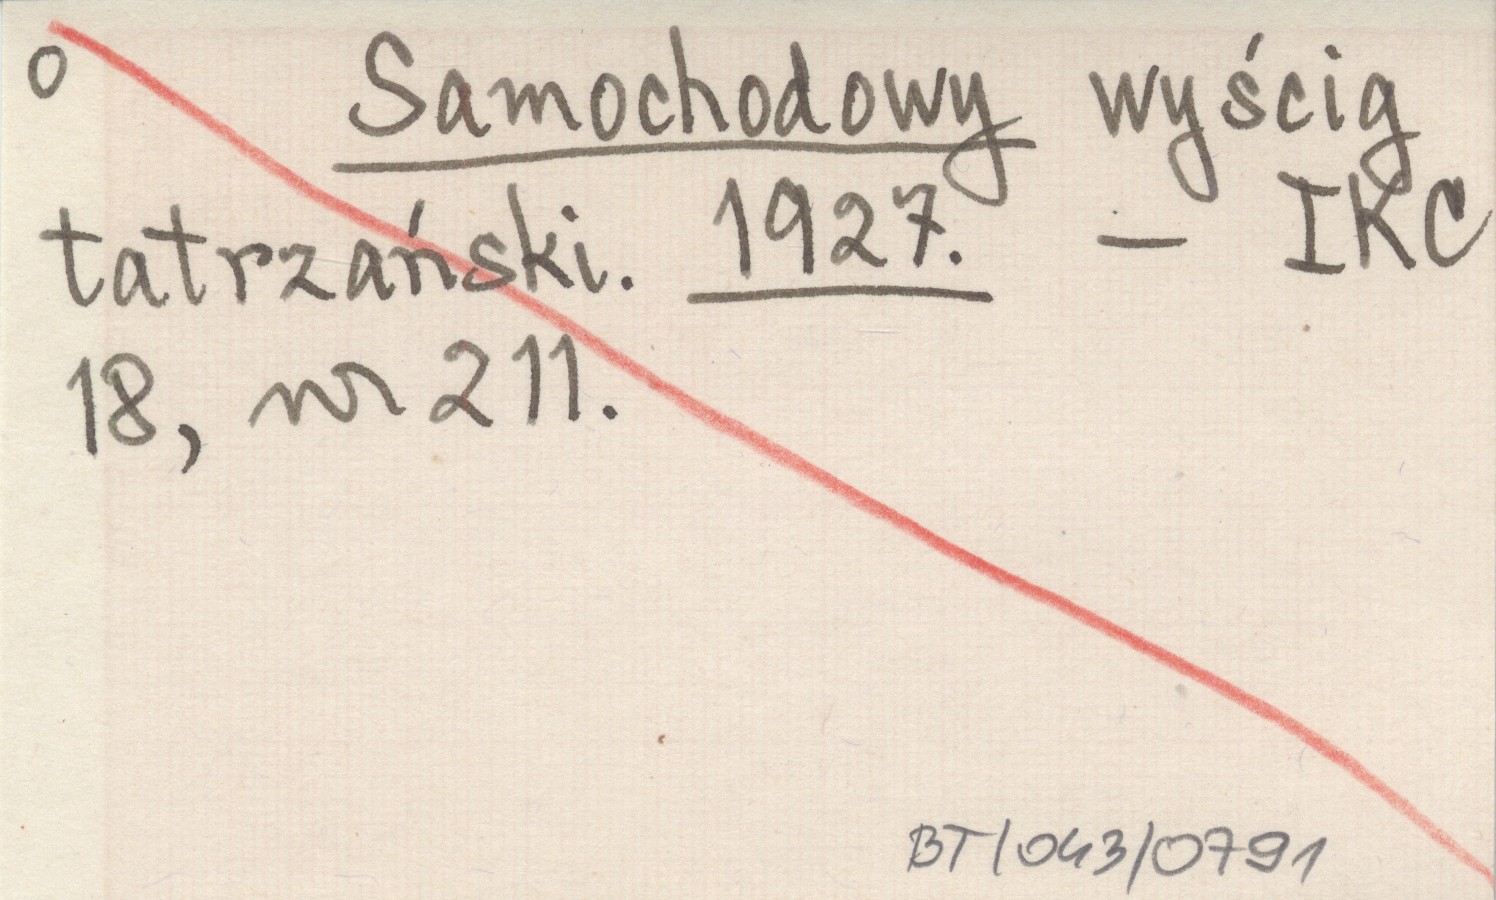 o Samochodowy wyścig
tatrzański. 1927. — IKC
18, nr 211.
BT/043/0791